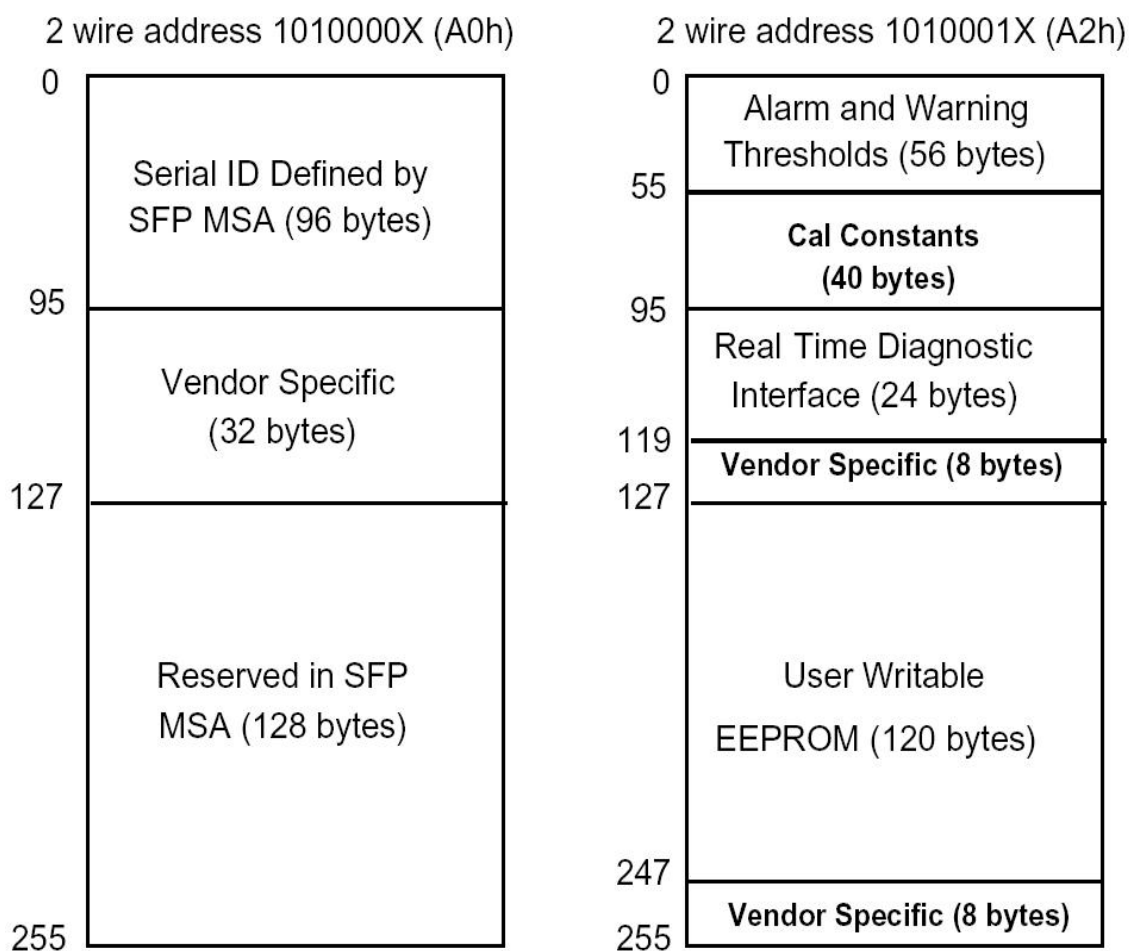 2 wire address 1010000X (A0h)
0
Serial ID Defined by
SFP MSA (96 bytes)
95
Vendor Specific
(32 bytes)
127
Reserved in SFP
MSA (128 bytes)
255
2 wire address 1010001X (A2h)
0
Alarm and Warning
Thresholds (56 bytes)
55
Cal Constants
(40 bytes)
95
Real Time Diagnostic
Interface (24 bytes)
119
Vendor Specific (8 bytes)
127
User Writable
EEPROM (120 bytes)
247
Vendor Specific (8 bytes)
255